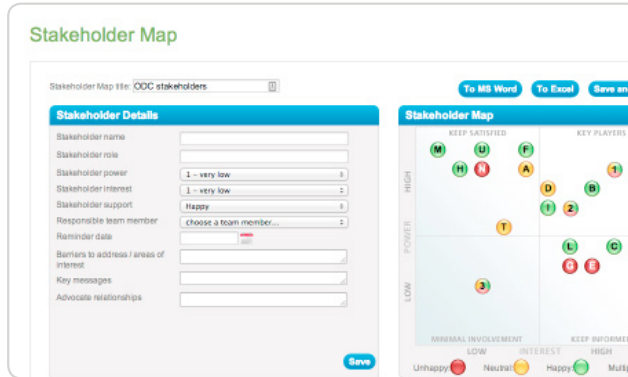 Stakeholder Map
Stakeholder Map title: ODC stakeholders
To MS Word To Excel Save an
Stakeholder Details
Stakeholder name
Stakeholder role
Stakeholder power 1 – very low
Stakeholder interest 1 – very low
Stakeholder support Happy
Responsible team member choose a team member...
Reminder date
Barriers to address / areas of
interest
Key messages
Advocate relationships
Save
Stakeholder Map
KEEP SATISFIED KEY PLAYERS
M U F
H N A 1
D B
I 2
T
L C
G E
3
HIGH
POWER
LOW
MINIMAL INVOLVEMENT KEEP INFORME
LOW INTEREST HIGH
Unhappy: Neutral: Happy: Multip